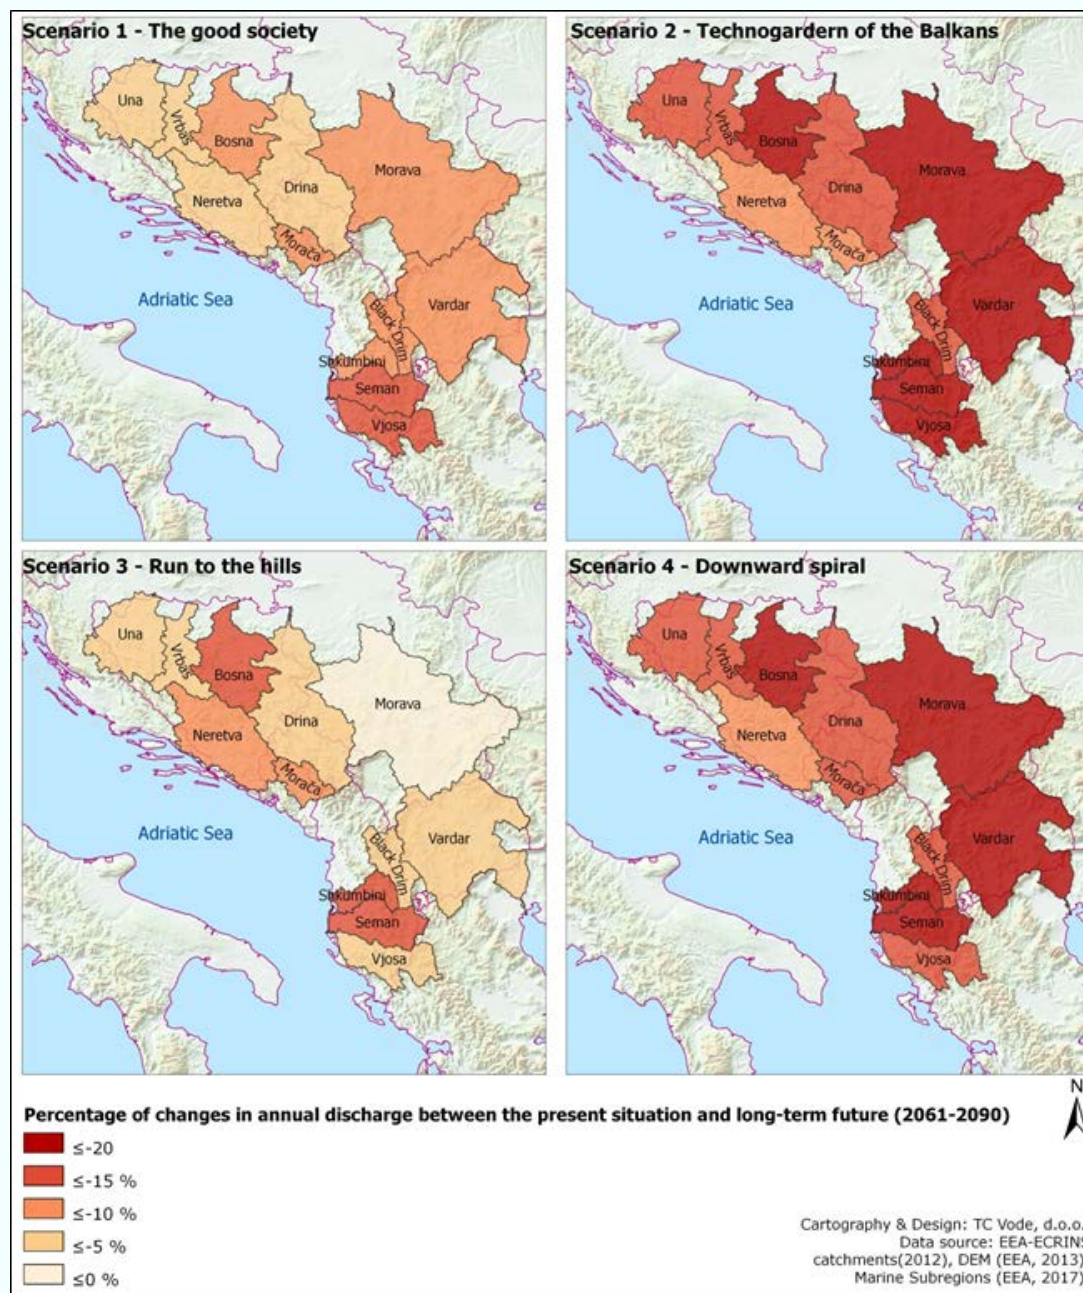 Scenario 1 - The good society
Una
Vrbas
Bosna
Morava
Neretva
Drina
Morača
Adriatic Sea
Vardar
Black Drim
Shkumbini
Seman
Vjosa
Scenario 2 - Technogardern of the Balkans
Una
Vrbas
Bosna
Morava
Neretva
Drina
Morača
Adriatic Sea
Vardar
Black Drim
Shkumbini
Seman
Vjosa
Scenario 3 - Run to the hills
Una
Vrbas
Bosna
Morava
Neretva
Drina
Morača
Adriatic Sea
Vardar
Black Drim
Shkumbini
Seman
Vjosa
Scenario 4 - Downward spiral
Una
Vrbas
Bosna
Morava
Neretva
Drina
Morača
Adriatic Sea
Vardar
Black Drim
Shkumbini
Seman
Vjosa
N
Percentage of changes in annual discharge between the present situation and long-term future (2061-2090)
≤-20
≤-15 %
≤-10 %
≤-5 %
≤0 %
Cartography & Design: TC Vode, d.o.o.
Data source: EEA-ECRINS
catchments(2012), DEM (EEA, 2013)
Marine Subregions (EEA, 2017)